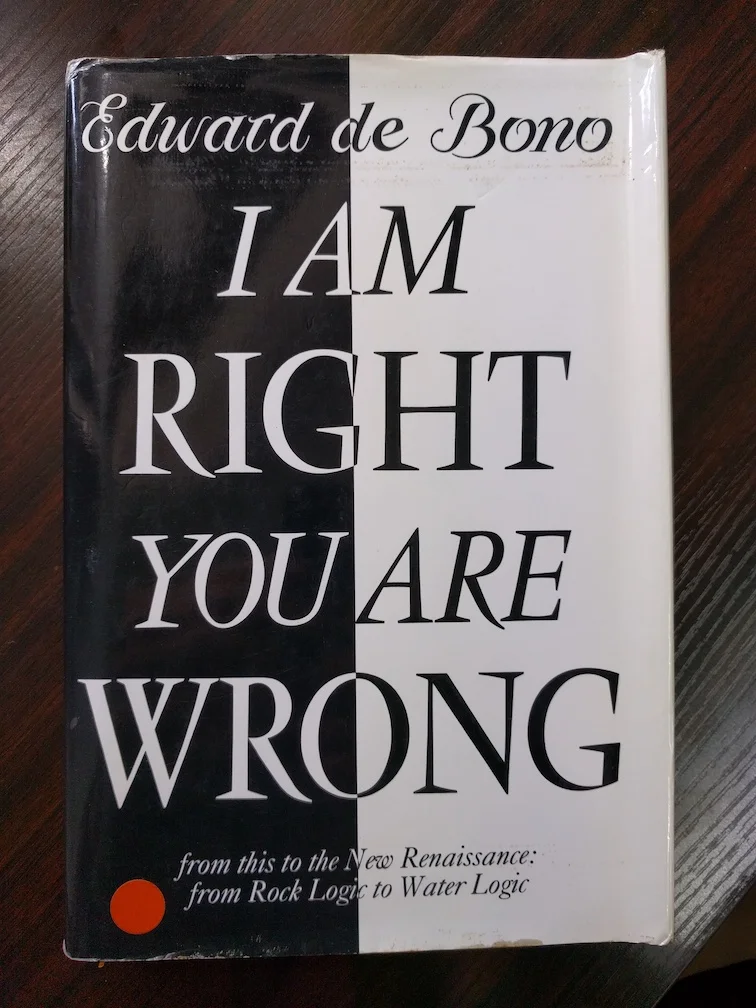 Edward de Bono
I AM
RIGHT
YOU ARE
WRONG
from this to the New Renaissance:
from Rock Logic to Water Logic